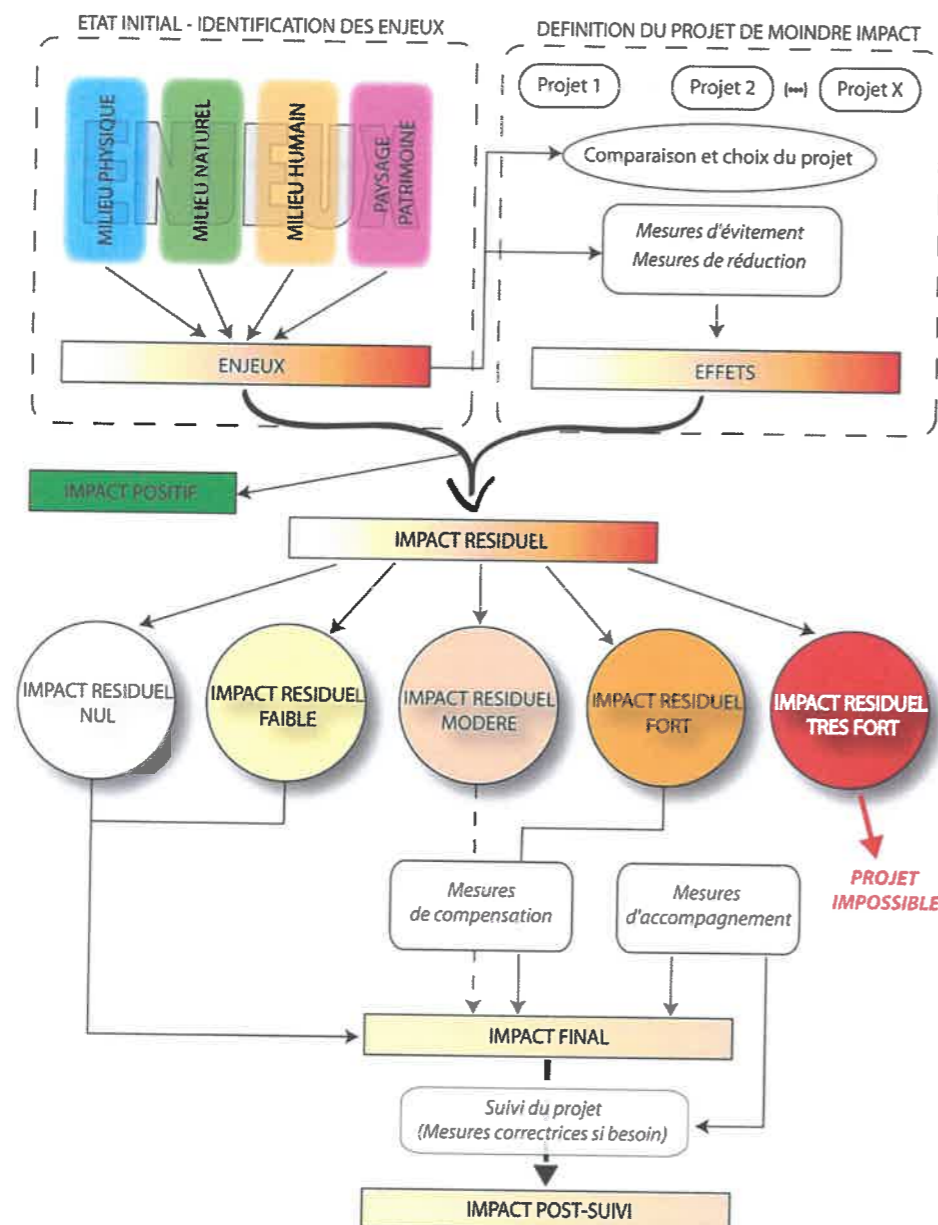 ETAT INITIAL - IDENTIFICATION DES ENJEUX
DEFINITION DU PROJET DE MOINDRE IMPACT
ENJEUX
MILIEU PHYSIQUE
MILIEU NATUREL
MILIEU HUMAIN
PAYSAGE
PATRIMOINE
Projet 1
Projet 2
(...)
Projet X
Comparaison et choix du projet
Mesures d'évitement
Mesures de réduction
ENJEUX
EFFETS
IMPACT POSITIF
IMPACT RESIDUEL
IMPACT RESIDUEL
NUL
IMPACT RESIDUEL
FAIBLE
IMPACT RESIDUEL
MODERE
IMPACT RESIDUEL
FORT
IMPACT RESIDUEL
TRES FORT
Mesures
de compensation
Mesures
d'accompagnement
PROJET
IMPOSSIBLE
IMPACT FINAL
Suivi du projet
(Mesures correctrices si besoin)
IMPACT POST-SUIVI